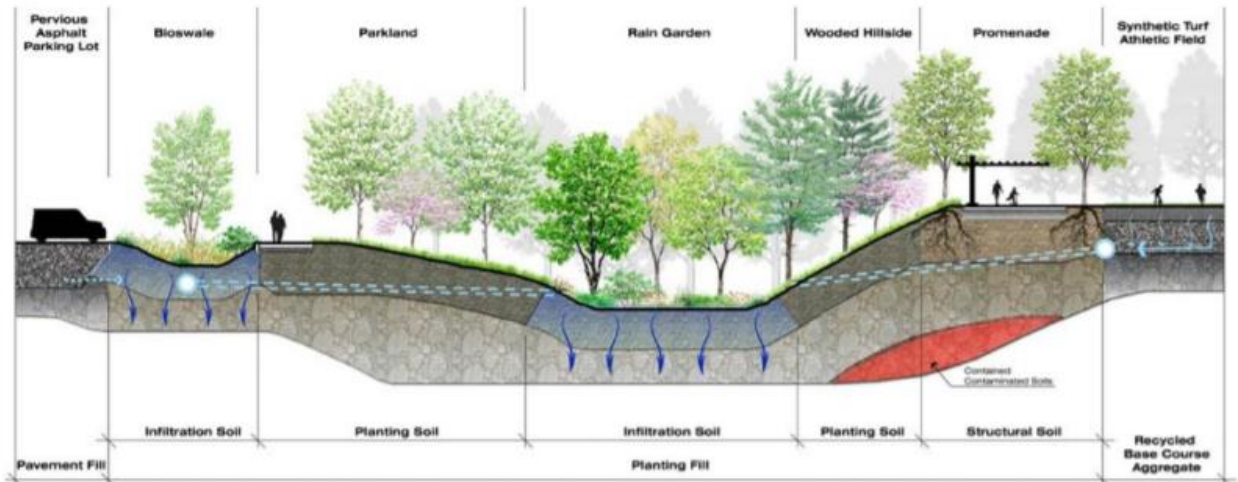 Pervious
Asphalt
Parking Lot
Bioswale
Parkland
Rain Garden
Wooded Hillside
Promenade
Synthetic Turf
Athletic Field
Contained
Contaminated Soils
Infiltration Soil
Planting Soil
Infiltration Soil
Planting Soil
Structural Soil
Pavement Fill
Planting Fill
Recycled
Base Course
Aggregate